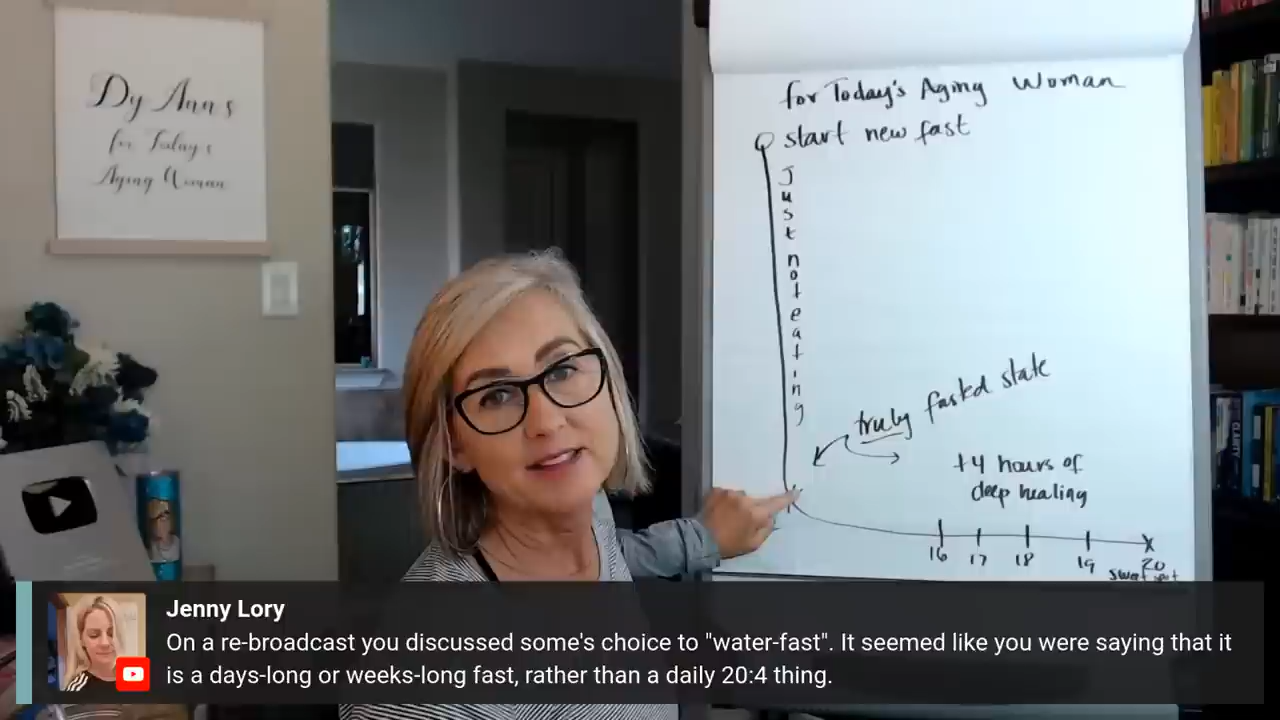 Dy Ann's
for Today's
Aging Woman
for Today's Aging Woman
start new fast
Just not eating
truly fasted state
+4 hours of
deep healing
16 17 18 19 20
sweet spot
CLARITY
Jenny Lory
On a re-broadcast you discussed some's choice to "water-fast". It seemed like you were saying that it
is a days-long or weeks-long fast, rather than a daily 20:4 thing.